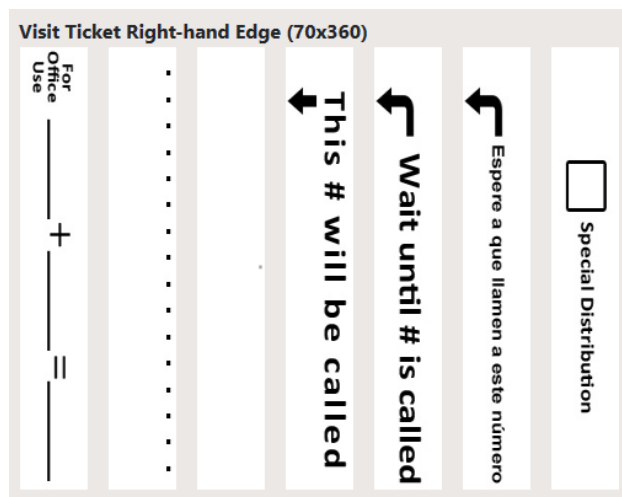 Visit Ticket Right-hand Edge (70x360)
For
Office
Use
+
=
This # will be called
Wait until # is called
Espere a que llamen a este número
Special Distribution